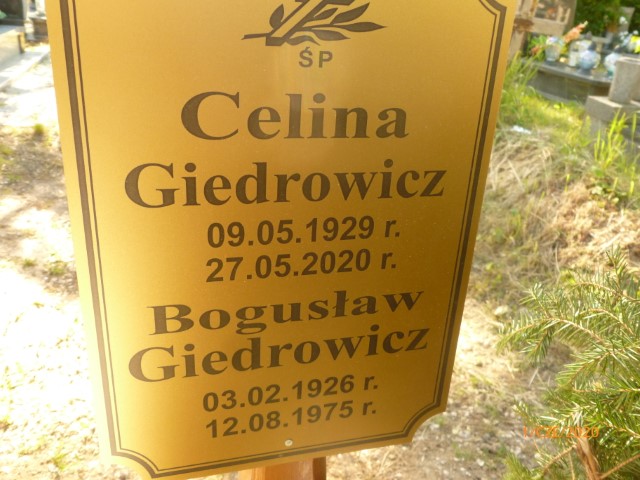 ŚP
Celina
Giedrowicz
09.05.1929 r.
27.05.2020 r.
Bogusław
Giedrowicz
03.02.1926 r.
12.08.1975 r.